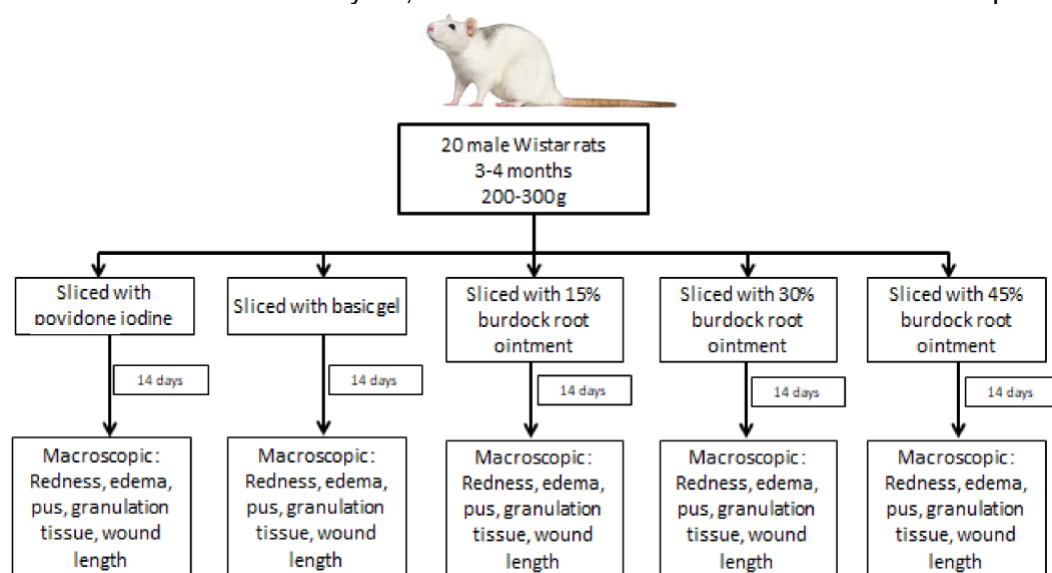 20 male Wistar rats
3-4 months
200-300g
Sliced with
povidone iodine
Sliced with basic gel
Sliced with 15%
burdock root
ointment
Sliced with 30%
burdock root
ointment
Sliced with 45%
burdock root
ointment
14 days
14 days
14 days
14 days
14 days
Macroscopic:
Redness, edema,
pus, granulation
tissue, wound
length
Macroscopic:
Redness, edema,
pus, granulation
tissue, wound
length
Macroscopic:
Redness, edema,
pus, granulation
tissue, wound
length
Macroscopic:
Redness, edema,
pus, granulation
tissue, wound
length
Macroscopic:
Redness, edema,
pus, granulation
tissue, wound
length